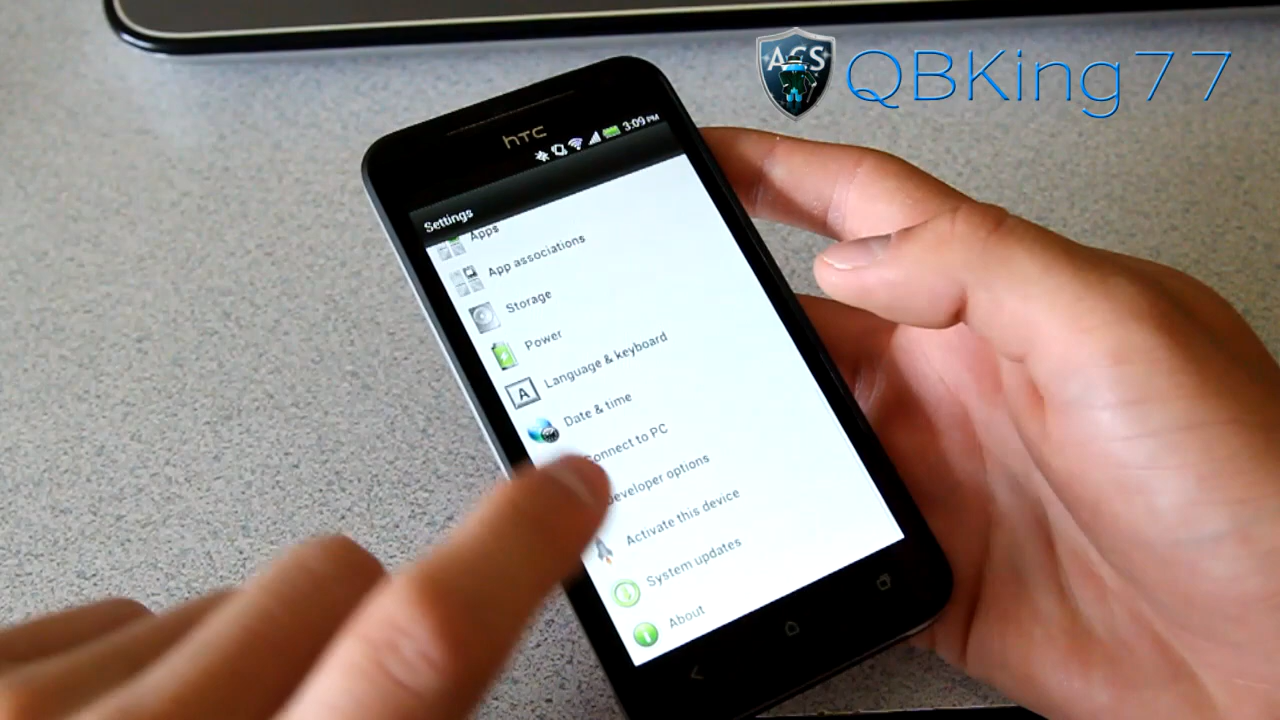 ACS
QBKing77
hTC
3:09 PM
Settings
Apps
App associations
Storage
Power
A
Language & keyboard
Date & time
Connect to PC
Developer options
Activate this device
System updates
About